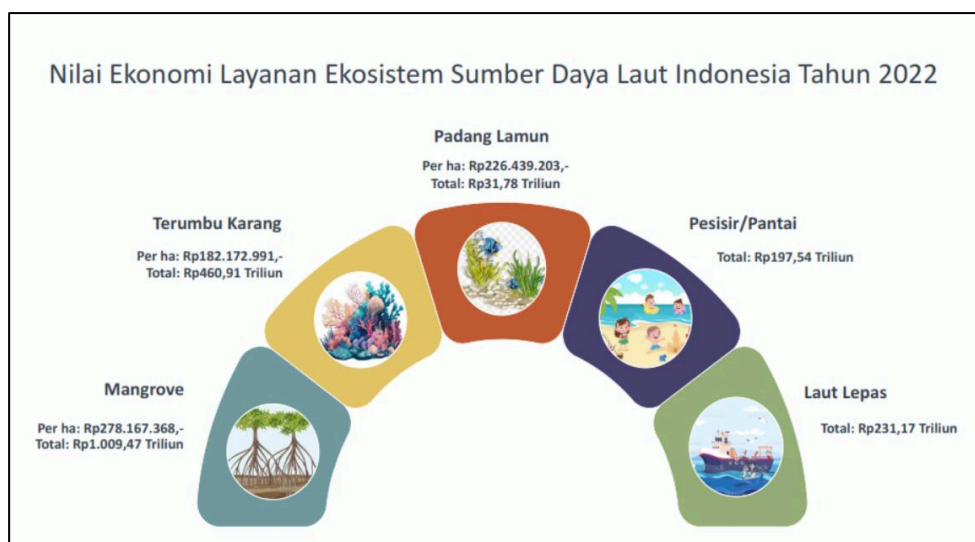 Nilai Ekonomi Layanan Ekosistem Sumber Daya Laut Indonesia Tahun 2022
Padang Lamun
Per ha: Rp226.439.203,-
Total: Rp31,78 Triliun
Terumbu Karang
Per ha: Rp182.172.991,-
Total: Rp460,91 Triliun
Pesisir/Pantai
Total: Rp197,54 Triliun
Mangrove
Per ha: Rp278.167.368,-
Total: Rp1.009,47 Triliun
Laut Lepas
Total: Rp231,17 Triliun